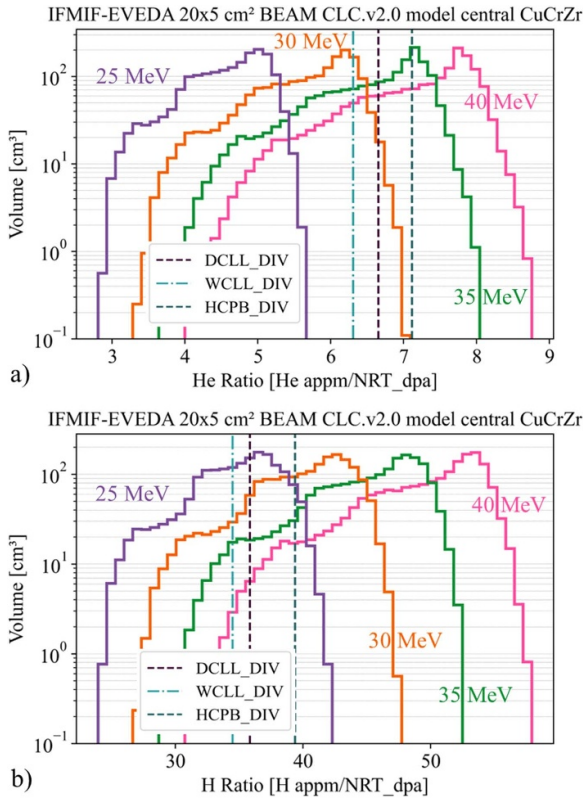 IFMIF-EVEDA 20x5 cm² BEAM CLC.v2.0 model central CuCrZr
30 MeV
25 MeV
40 MeV
35 MeV
DCLL_DIV
WCLL_DIV
HCPB_DIV
Volume [cm³]
10²
10¹
10⁰
10⁻¹
3 4 5 6 7 8 9
He Ratio [He appm/NRT_dpa]
a)
IFMIF-EVEDA 20x5 cm² BEAM CLC.v2.0 model central CuCrZr
25 MeV
40 MeV
30 MeV
35 MeV
DCLL_DIV
WCLL_DIV
HCPB_DIV
Volume [cm³]
10²
10¹
10⁰
10⁻¹
30 40 50
H Ratio [H appm/NRT_dpa]
b)